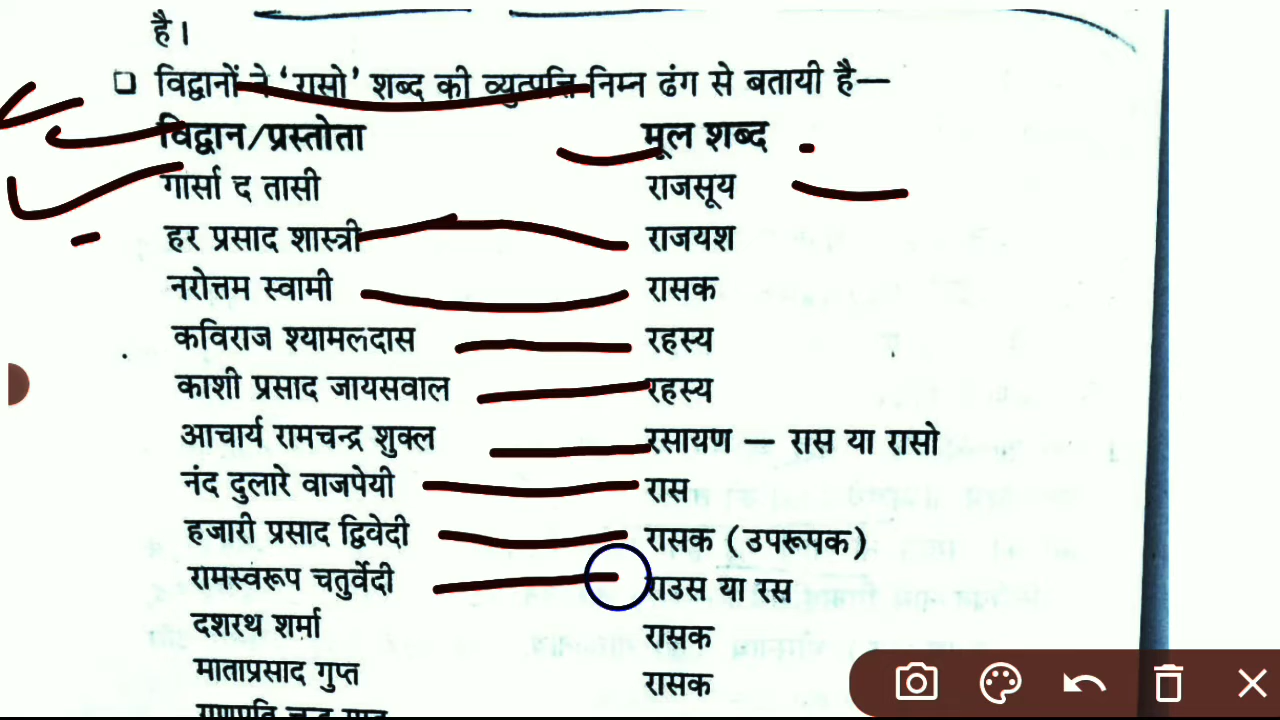 है।
विद्वानों ने 'रासो' शब्द की व्युत्पत्ति निम्न ढंग से बतायी है—
विद्वान/प्रस्तोता मूल शब्द
गार्सा द तासी राजसूय
हर प्रसाद शास्त्री राजयश
नरोत्तम स्वामी रासक
कविराज श्यामलदास रहस्य
काशी प्रसाद जायसवाल रहस्य
आचार्य रामचन्द्र शुक्ल रसायण — रास या रासो
नंद दुलारे वाजपेयी रास
हजारी प्रसाद द्विवेदी रासक (उपरूपक)
रामस्वरूप चतुर्वेदी राउस या रस
दशरथ शर्मा रासक
माताप्रसाद गुप्त रासक